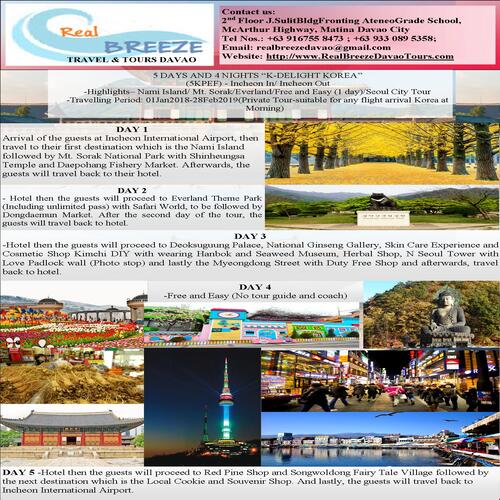 Real
BREEZE
TRAVEL & TOURS DAVAO
Contact us:
2nd Floor J.SulitBldgFronting AteneoGrade School,
McArthur Highway, Matina Davao City
Tel Nos.: +63 916755 8473 ; +63 933 089 5358;
Email: realbreezedavao@gmail.com
Website: http://www.RealBreezeDavaoTours.com
5 DAYS AND 4 NIGHTS “K-DELIGHT KOREA”
(5KPEF) - Incheon In/ Incheon Out
-Highlights– Nami Island/ Mt. Sorak/Everland/Free and Easy (1 day)/Seoul City Tour
-Travelling Period: 01Jan2018-28Feb2019(Private Tour-suitable for any flight arrival Korea at
Morning)
DAY 1
Arrival of the guests at Incheon International Airport, then
travel to their first destination which is the Nami Island
followed by Mt. Sorak National Park with Shinheungsa
Temple and Daepohang Fishery Market. Afterwards, the
guests will travel back to their hotel.
DAY 2
- Hotel then the guests will proceed to Everland Theme Park
(Including unlimited pass) with Safari World, to be followed by
Dongdaemun Market. After the second day of the tour, the
guests will travel back to hotel.
DAY 3
-Hotel then the guests will proceed to Deoksugung Palace, National Ginseng Gallery, Skin Care Experience and
Cosmetic Shop Kimchi DIY with wearing Hanbok and Seaweed Museum, Herbal Shop, N Seoul Tower with
Love Padlock wall (Photo stop) and lastly the Myeongdong Street with Duty Free Shop and afterwards, travel
back to hotel.
DAY 4
-Free and Easy (No tour guide and coach)
DAY 5 -Hotel then the guests will proceed to Red Pine Shop and Songwoldong Fairy Tale Village followed by
the next destination which is the Local Cookie and Souvenir Shop. And lastly, the guests will travel back to
Incheon International Airport.